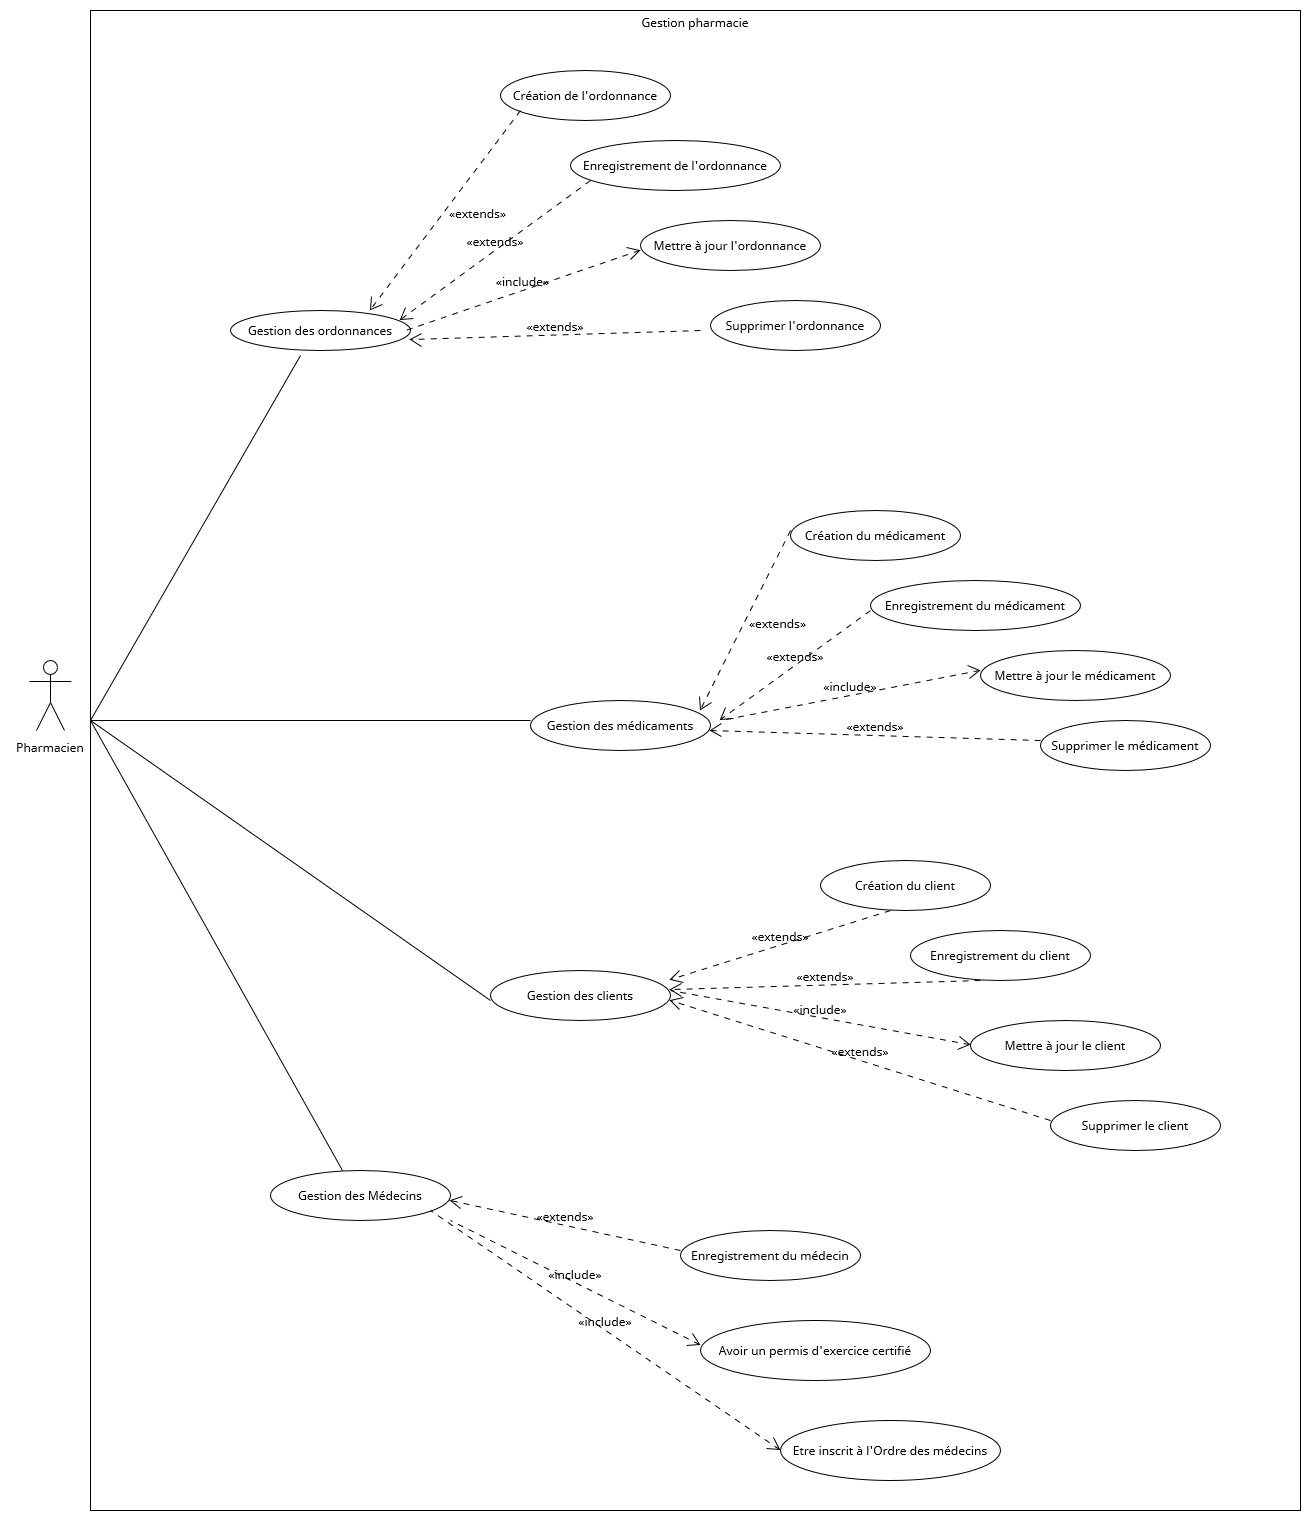 Gestion pharmacie
Création de l'ordonnance
Enregistrement de l'ordonnance
«extends»
«extends»
Mettre à jour l'ordonnance
«include»
Supprimer l'ordonnance
«extends»
Gestion des ordonnances
Création du médicament
Enregistrement du médicament
«extends»
«extends»
Mettre à jour le médicament
«include»
Gestion des médicaments
«extends»
Supprimer le médicament
Pharmacien
Création du client
«extends»
Enregistrement du client
«extends»
Gestion des clients
«include»
Mettre à jour le client
«extends»
Supprimer le client
Gestion des Médecins
«extends»
Enregistrement du médecin
«include»
«include»
Avoir un permis d'exercice certifié
Etre inscrit à l'Ordre des médecins